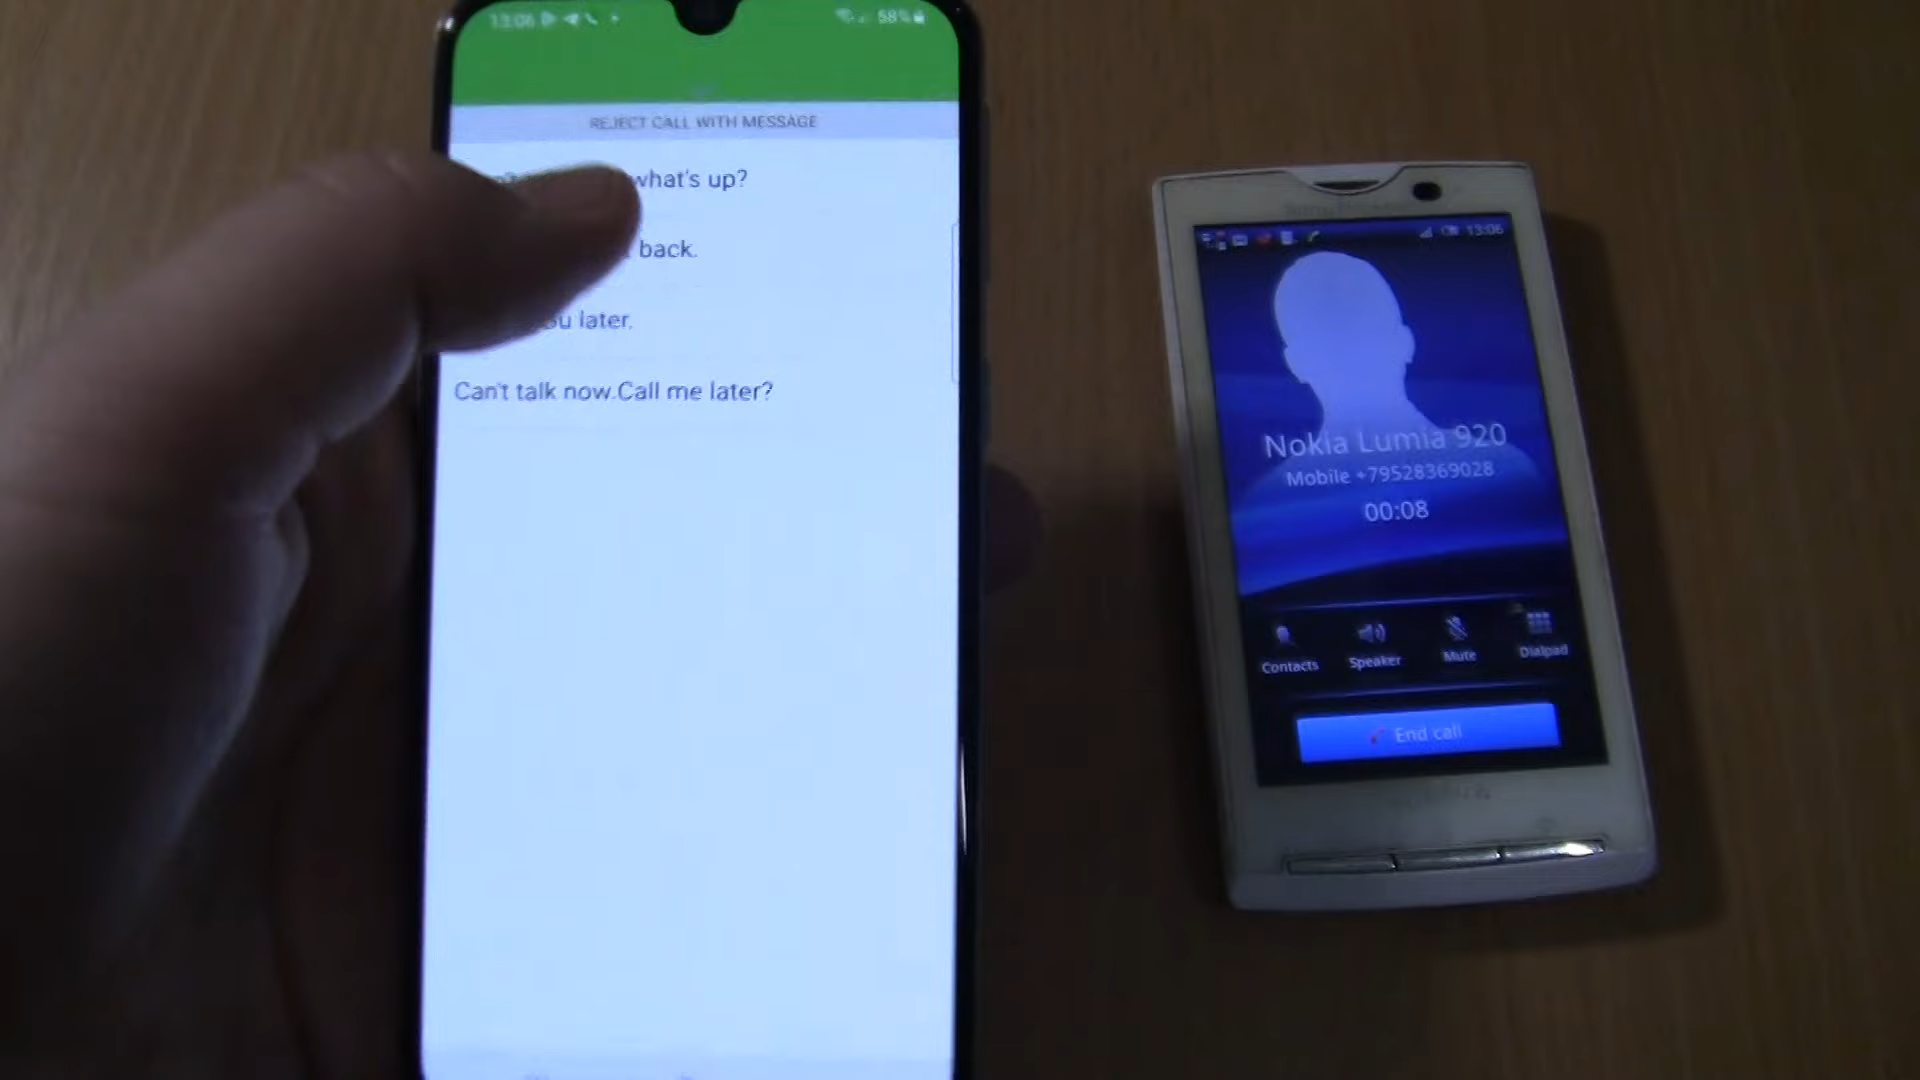 13:06
58%
REJECT CALL WITH MESSAGE
what's up?
back.
later.
Can't talk now.Call me later?
13:06
Nokia Lumia 920
Mobile +79528369028
00:08
Contacts
Speaker
Mute
Dialpad
End call